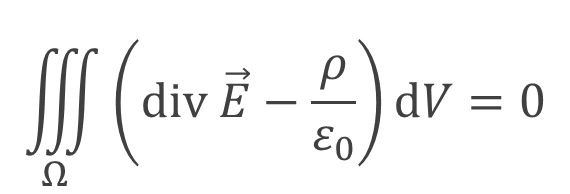 ∭_Ω (div E⃗ − ρ/ε₀) dV = 0